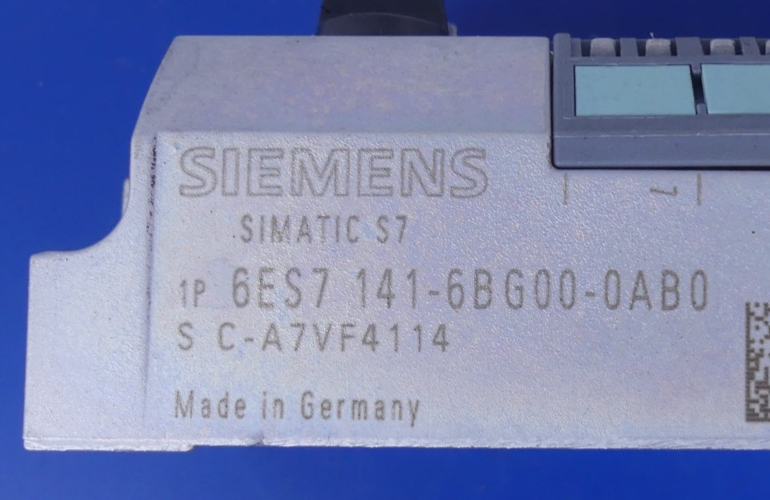 SIEMENS
SIMATIC S7
1P 6ES7 141-6BG00-0AB0
S C-A7VF4114
Made in Germany